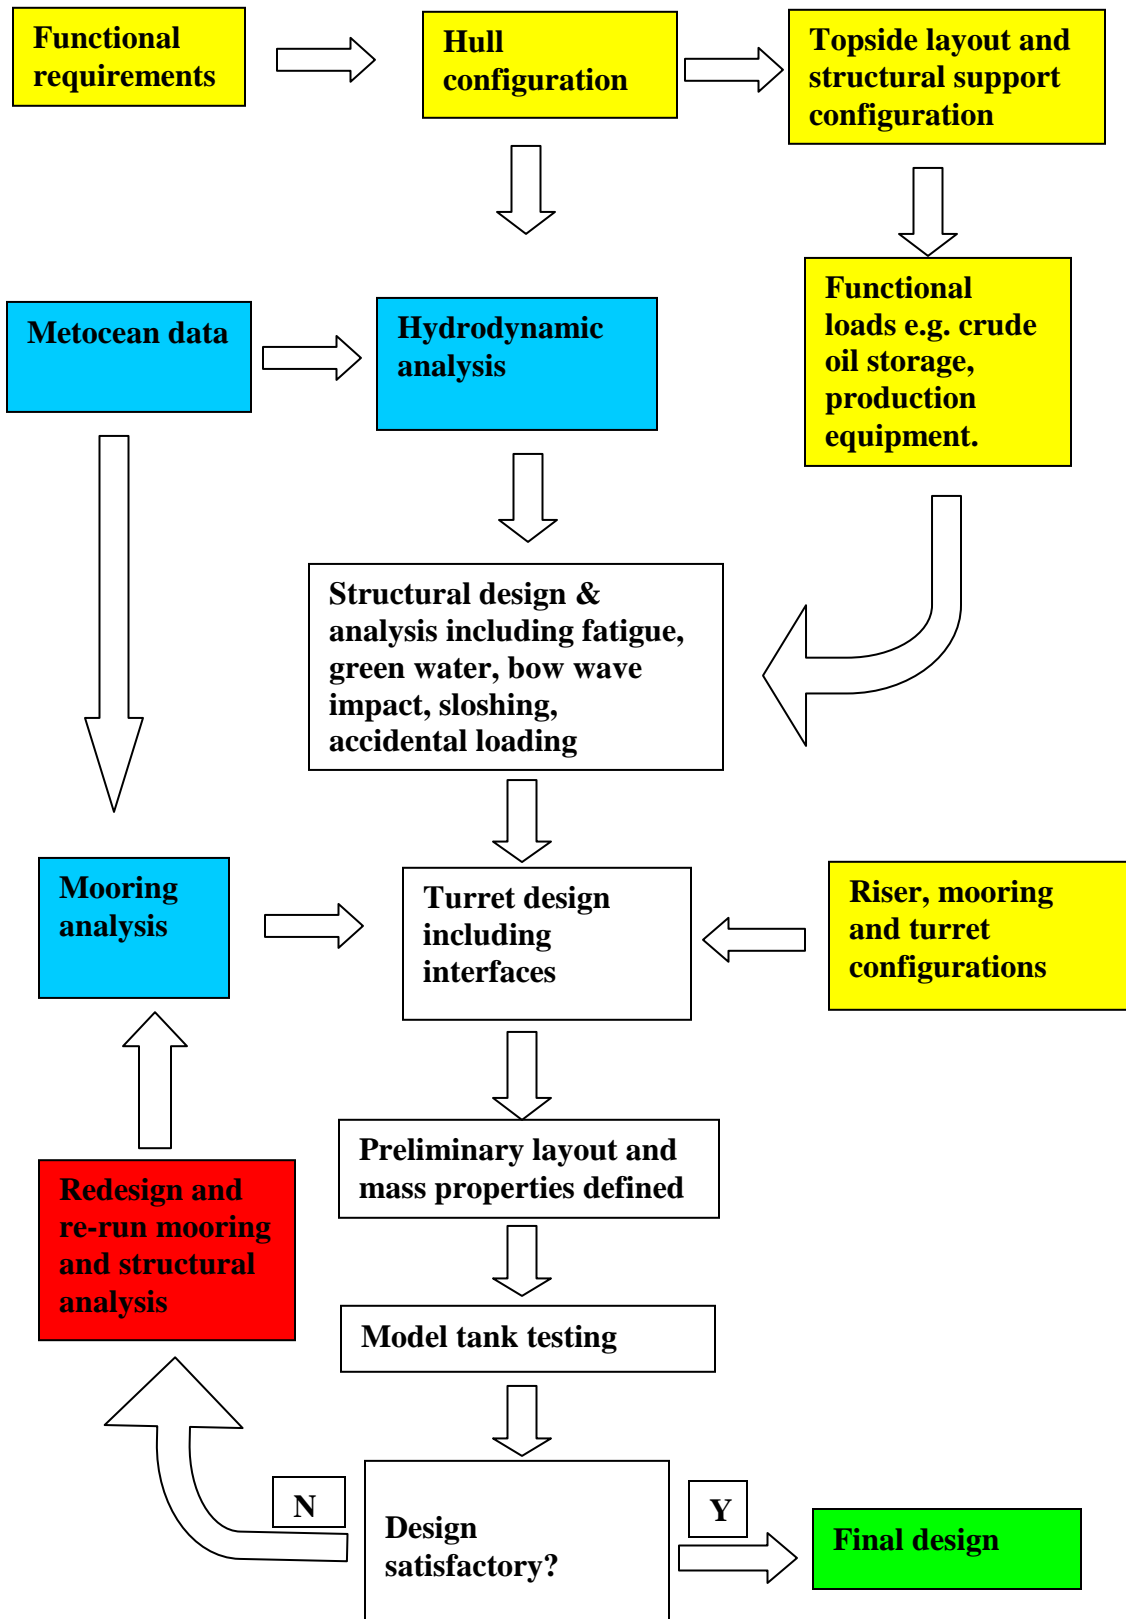 Functional
requirements
Hull
configuration
Topside layout and
structural support
configuration
Metocean data
Hydrodynamic
analysis
Functional
loads e.g. crude
oil storage,
production
equipment.
Structural design &
analysis including fatigue,
green water, bow wave
impact, sloshing,
accidental loading
Mooring
analysis
Turret design
including
interfaces
Riser, mooring
and turret
configurations
Redesign and
re-run mooring
and structural
analysis
Preliminary layout and
mass properties defined
Model tank testing
N
Design
satisfactory?
Y
Final design